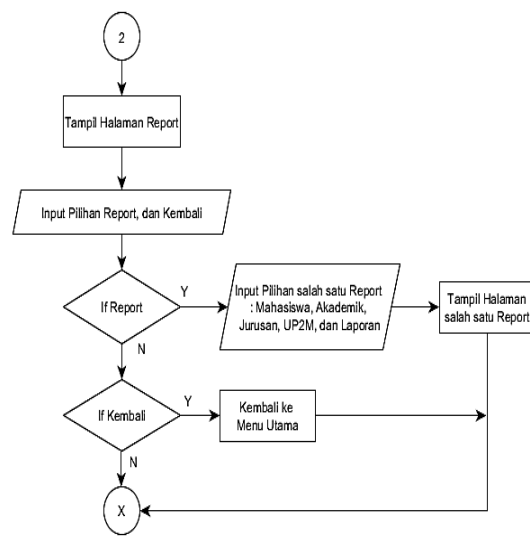 2
Tampil Halaman Report
Input Pilihan Report, dan Kembali
If Report
Y
Input Pilihan salah satu Report
: Mahasiswa, Akademik,
Jurusan, UP2M, dan Laporan
Tampil Halaman
salah satu Report
N
If Kembali
Y
Kembali ke
Menu Utama
N
X